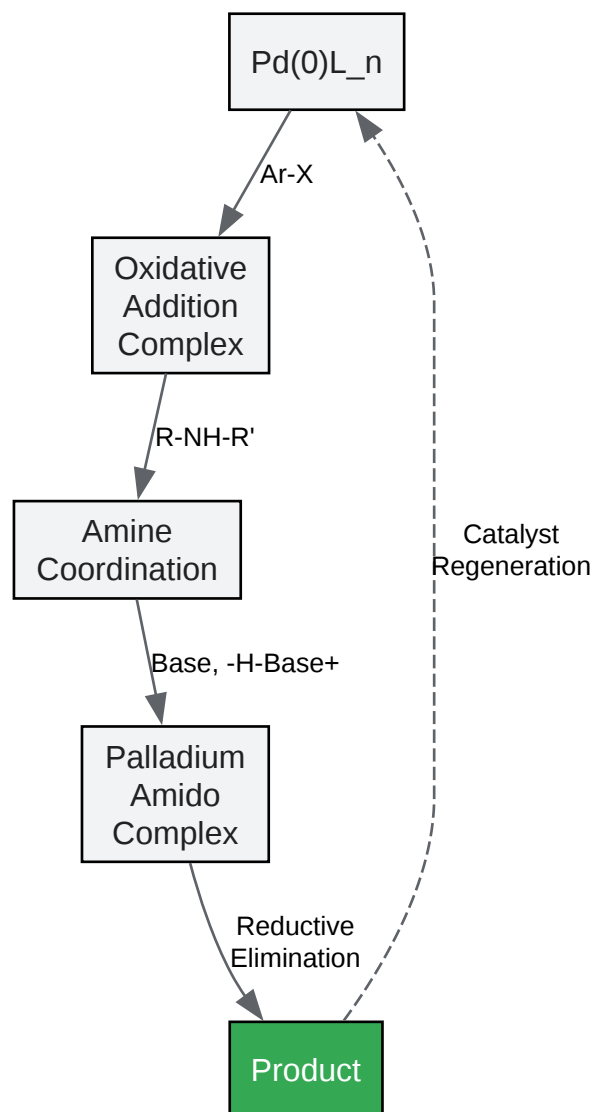 Pd(0)L_n
Ar-X
Oxidative
Addition
Complex
R-NH-R'
Amine
Coordination
Catalyst
Regeneration
Base, -H-Base+
Palladium
Amido
Complex
Reductive
Elimination
Product